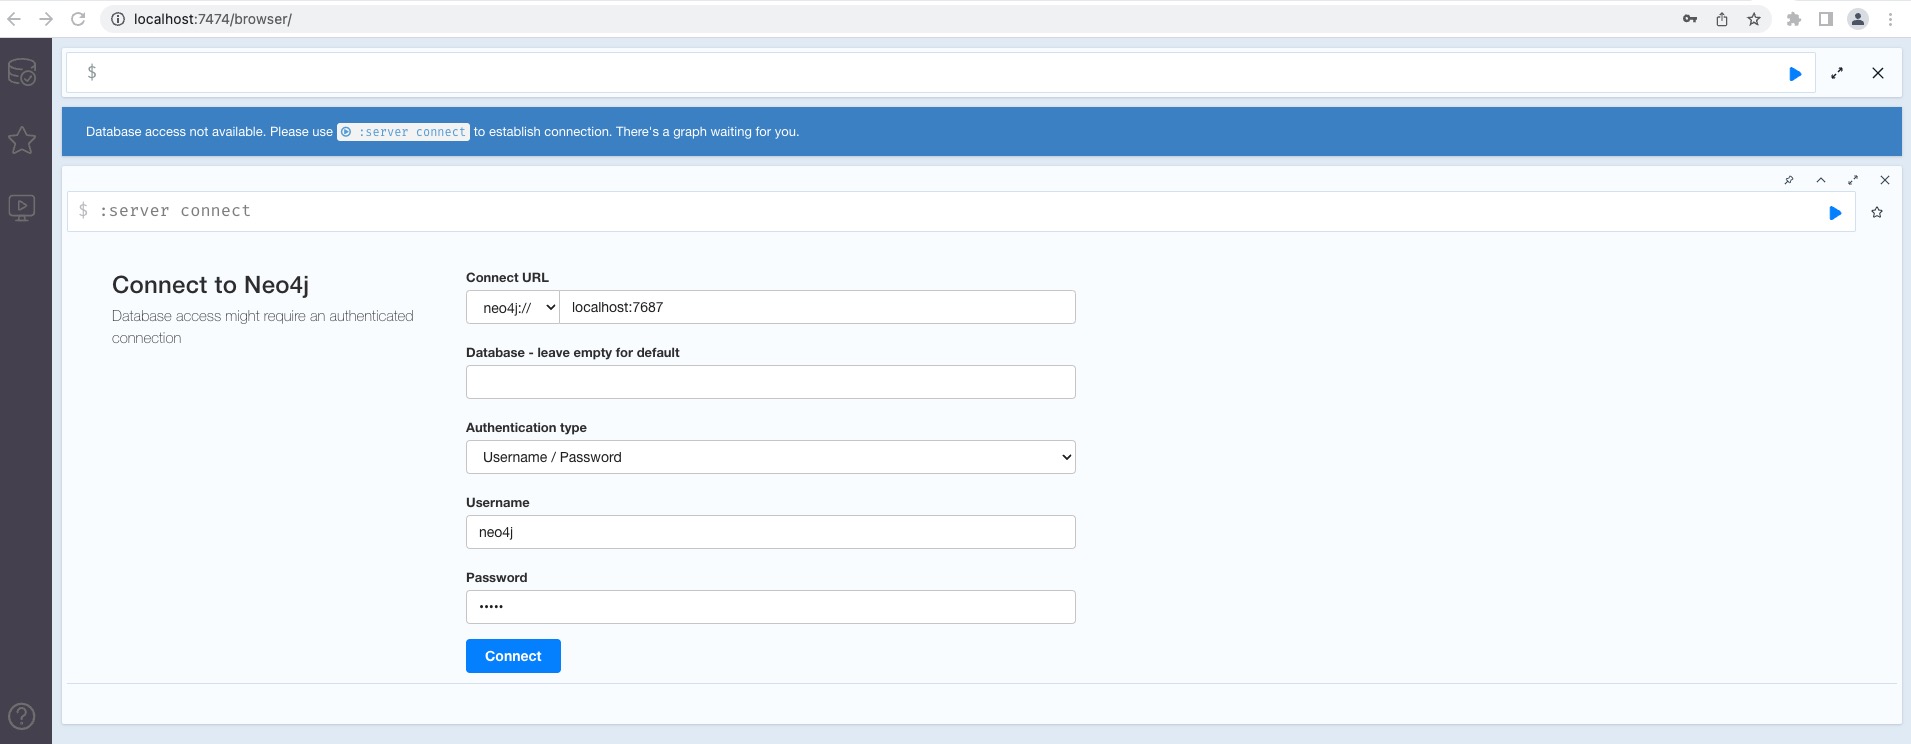 localhost:7474/browser/
$
Database access not available. Please use :server connect to establish connection. There's a graph waiting for you.
$ :server connect
Connect to Neo4j
Database access might require an authenticated
connection
Connect URL
neo4j:// localhost:7687
Database - leave empty for default
Authentication type
Username / Password
Username
neo4j
Password
•••••
Connect